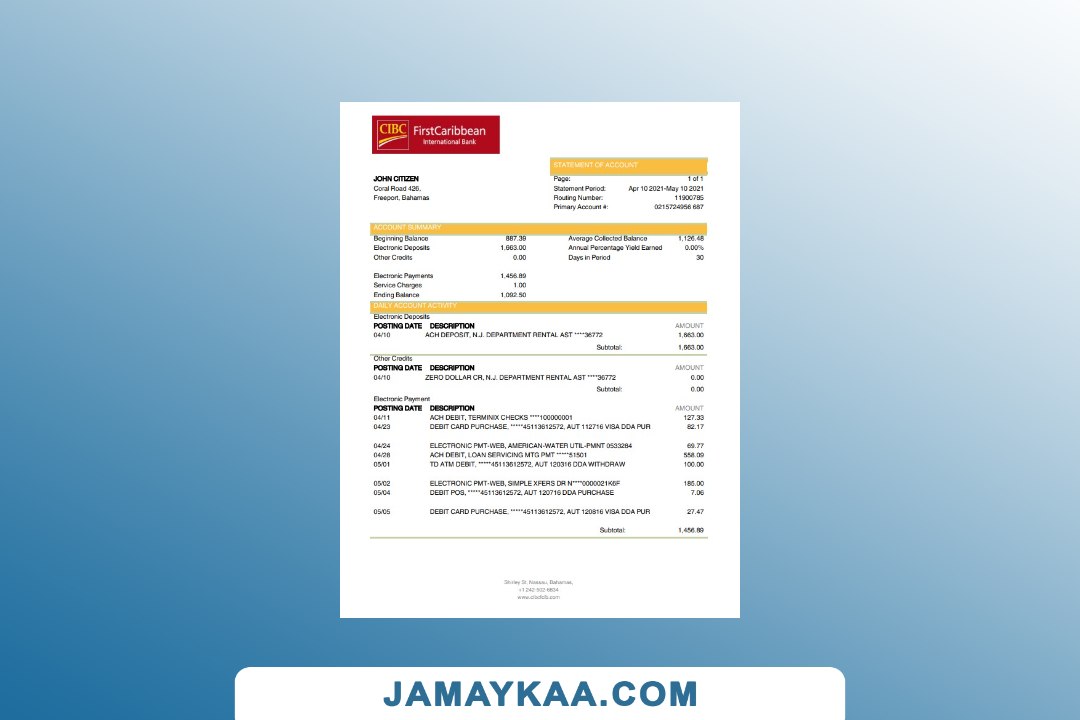 CIBC FirstCaribbean
International Bank
STATEMENT OF ACCOUNT
JOHN CITIZEN
Coral Road 426,
Freeport, Bahamas
Page: 1 of 1
Statement Period: Apr 10 2021-May 10 2021
Routing Number: 11900785
Primary Account #: 0215724956 687
ACCOUNT SUMMARY
Beginning Balance 887.39 Average Collected Balance 1,126.48
Electronic Deposits 1,663.00 Annual Percentage Yield Earned 0.00%
Other Credits 0.00 Days in Period 30
Electronic Payments 1,456.89
Service Charges 1.00
Ending Balance 1,092.50
DAILY ACCOUNT ACTIVITY
Electronic Deposits
POSTING DATE DESCRIPTION AMOUNT
04/10 ACH DEPOSIT, N.J. DEPARTMENT RENTAL AST ****36772 1,663.00
Subtotal: 1,663.00
Other Credits
POSTING DATE DESCRIPTION AMOUNT
04/10 ZERO DOLLAR CR, N.J. DEPARTMENT RENTAL AST ****36772 0.00
Subtotal: 0.00
Electronic Payment
POSTING DATE DESCRIPTION AMOUNT
04/11 ACH DEBIT, TERMINIX CHECKS ****100000001 127.33
04/23 DEBIT CARD PURCHASE, *****45113612572, AUT 112716 VISA DDA PUR 82.17
04/24 ELECTRONIC PMT-WEB, AMERICAN-WATER UTIL-PMNT 0533284 69.77
04/28 ACH DEBIT, LOAN SERVICING MTG PMT *****51501 558.09
05/01 TD ATM DEBIT, *****45113612572, AUT 120316 DDA WITHDRAW 100.00
05/02 ELECTRONIC PMT-WEB, SIMPLE XFERS DR N****0000021K6F 185.00
05/04 DEBIT POS, *****45113612572, AUT 120716 DDA PURCHASE 7.06
05/05 DEBIT CARD PURCHASE, *****45113612572, AUT 120816 VISA DDA PUR 27.47
Subtotal: 1,456.89
Shirley St, Nassau, Bahamas,
JAMAYKAA.COM